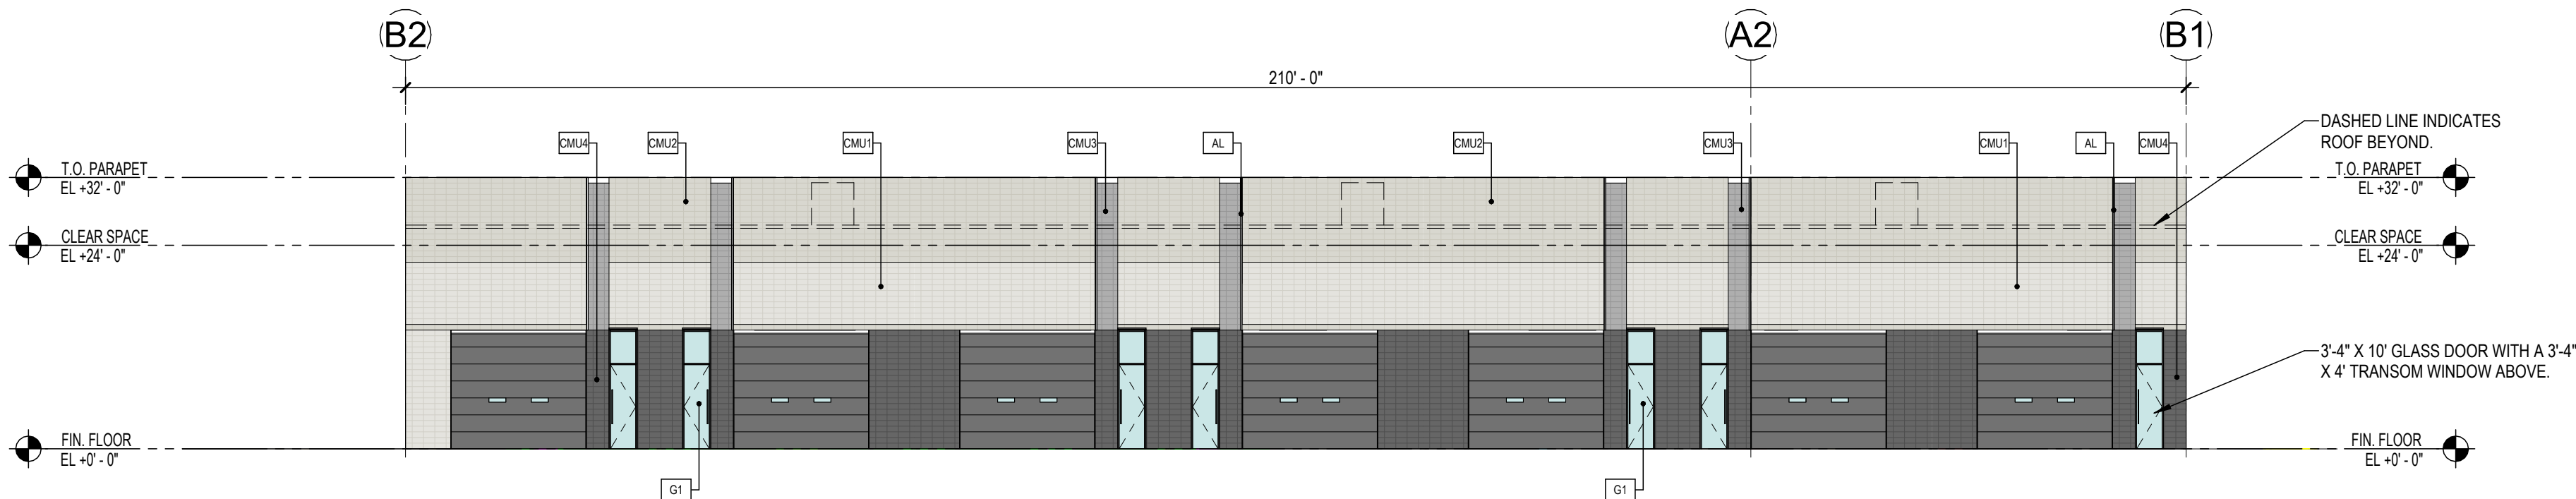 B2
A2
B1
210' - 0"
CMU4
CMU2
CMU1
CMU3
AL
CMU2
CMU3
CMU1
AL
CMU4
DASHED LINE INDICATES
ROOF BEYOND.
T.O. PARAPET
EL +32' - 0"
T.O. PARAPET
EL +32' - 0"
CLEAR SPACE
EL +24' - 0"
CLEAR SPACE
EL +24' - 0"
3'-4" X 10' GLASS DOOR WITH A 3'-4"
X 4' TRANSOM WINDOW ABOVE.
FIN. FLOOR
EL +0' - 0"
FIN. FLOOR
EL +0' - 0"
G1
G1